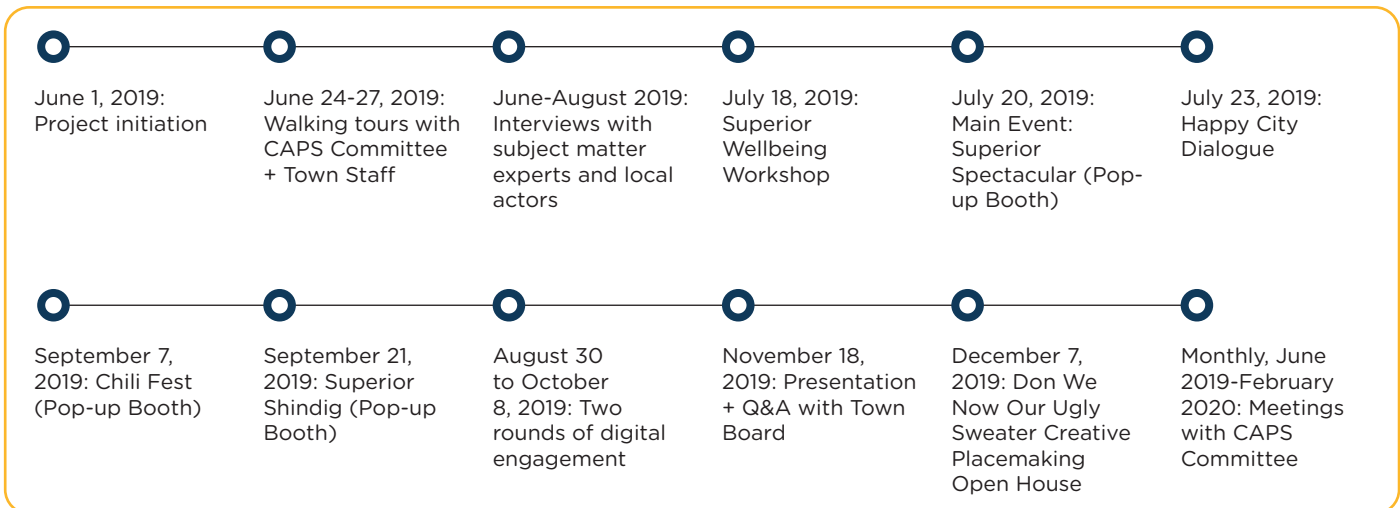 June 1, 2019:
Project initiation
June 24-27, 2019:
Walking tours with
CAPS Committee
+ Town Staff
June-August 2019:
Interviews with
subject matter
experts and local
actors
July 18, 2019:
Superior
Wellbeing
Workshop
July 20, 2019:
Main Event:
Superior
Spectacular (Pop-
up Booth)
July 23, 2019:
Happy City
Dialogue
September 7,
2019: Chili Fest
(Pop-up Booth)
September 21,
2019: Superior
Shindig (Pop-up
Booth)
August 30
to October
8, 2019: Two
rounds of digital
engagement
November 18,
2019: Presentation
+ Q&A with Town
Board
December 7,
2019: Don We
Now Our Ugly
Sweater Creative
Placemaking
Open House
Monthly, June
2019-February
2020: Meetings
with CAPS
Committee